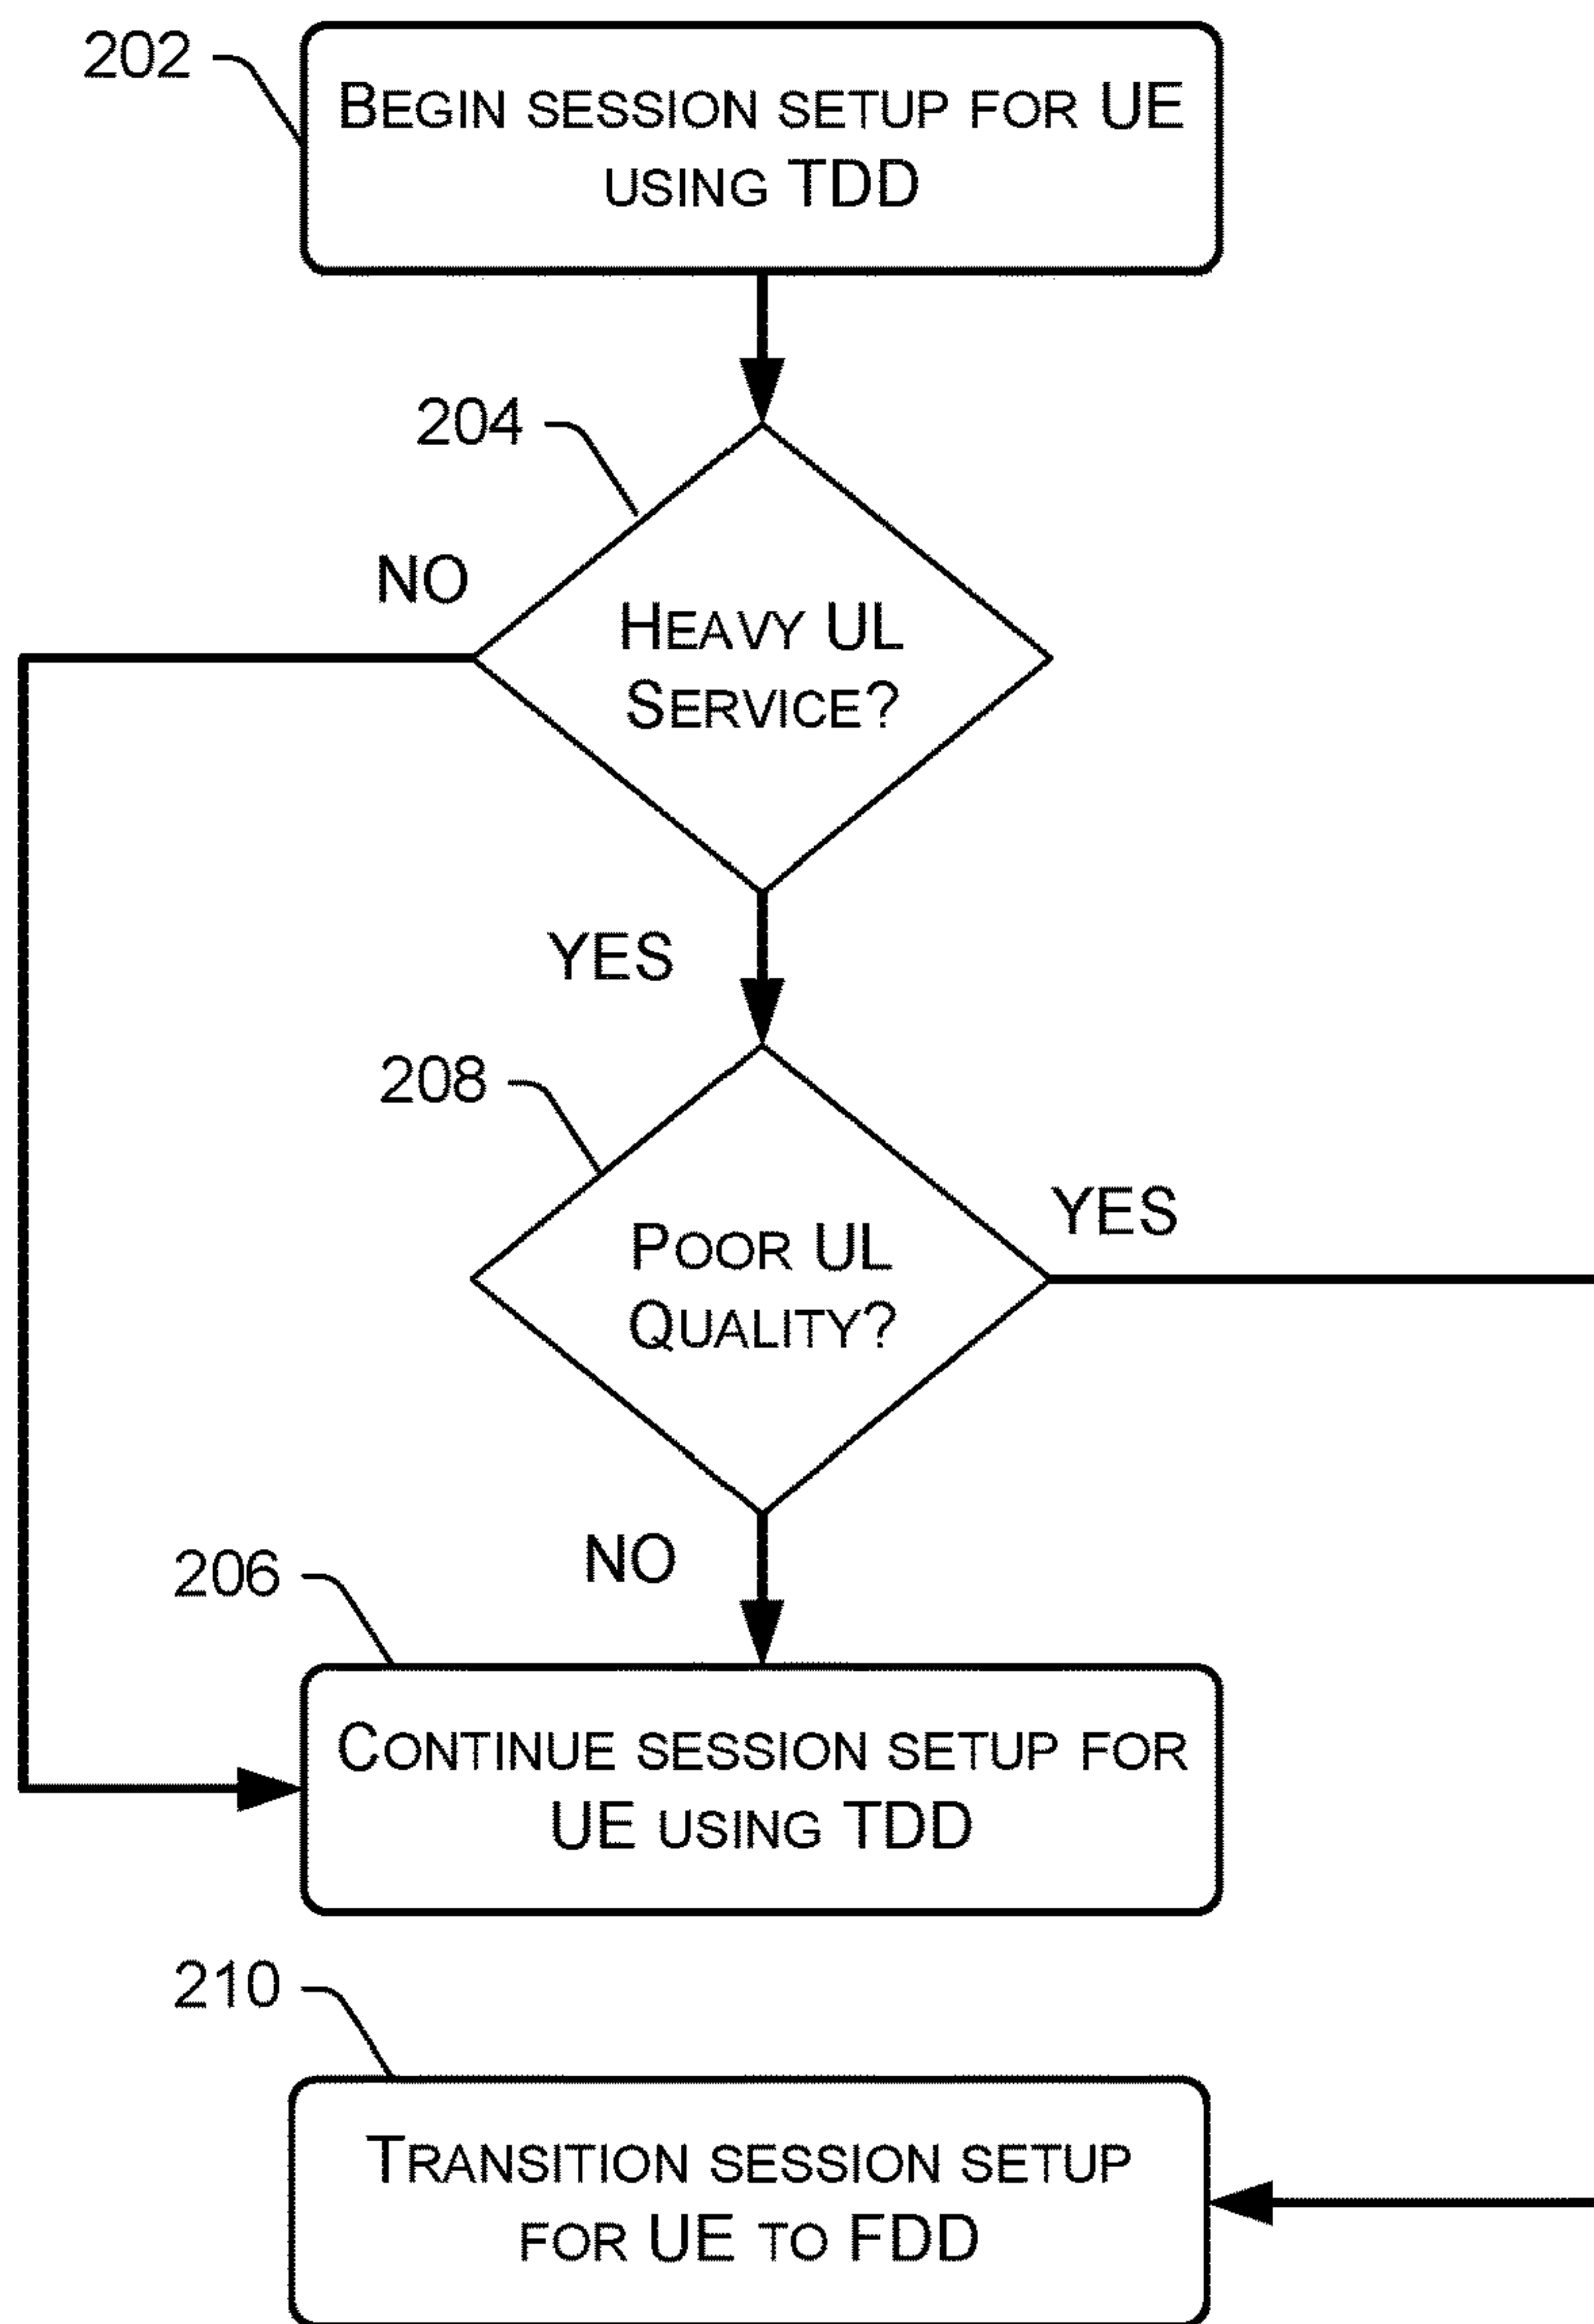 202
BEGIN SESSION SETUP FOR UE
USING TDD
204
NO
HEAVY UL
SERVICE?
YES
208
YES
POOR UL
QUALITY?
NO
206
CONTINUE SESSION SETUP FOR
UE USING TDD
210
TRANSITION SESSION SETUP
FOR UE TO FDD